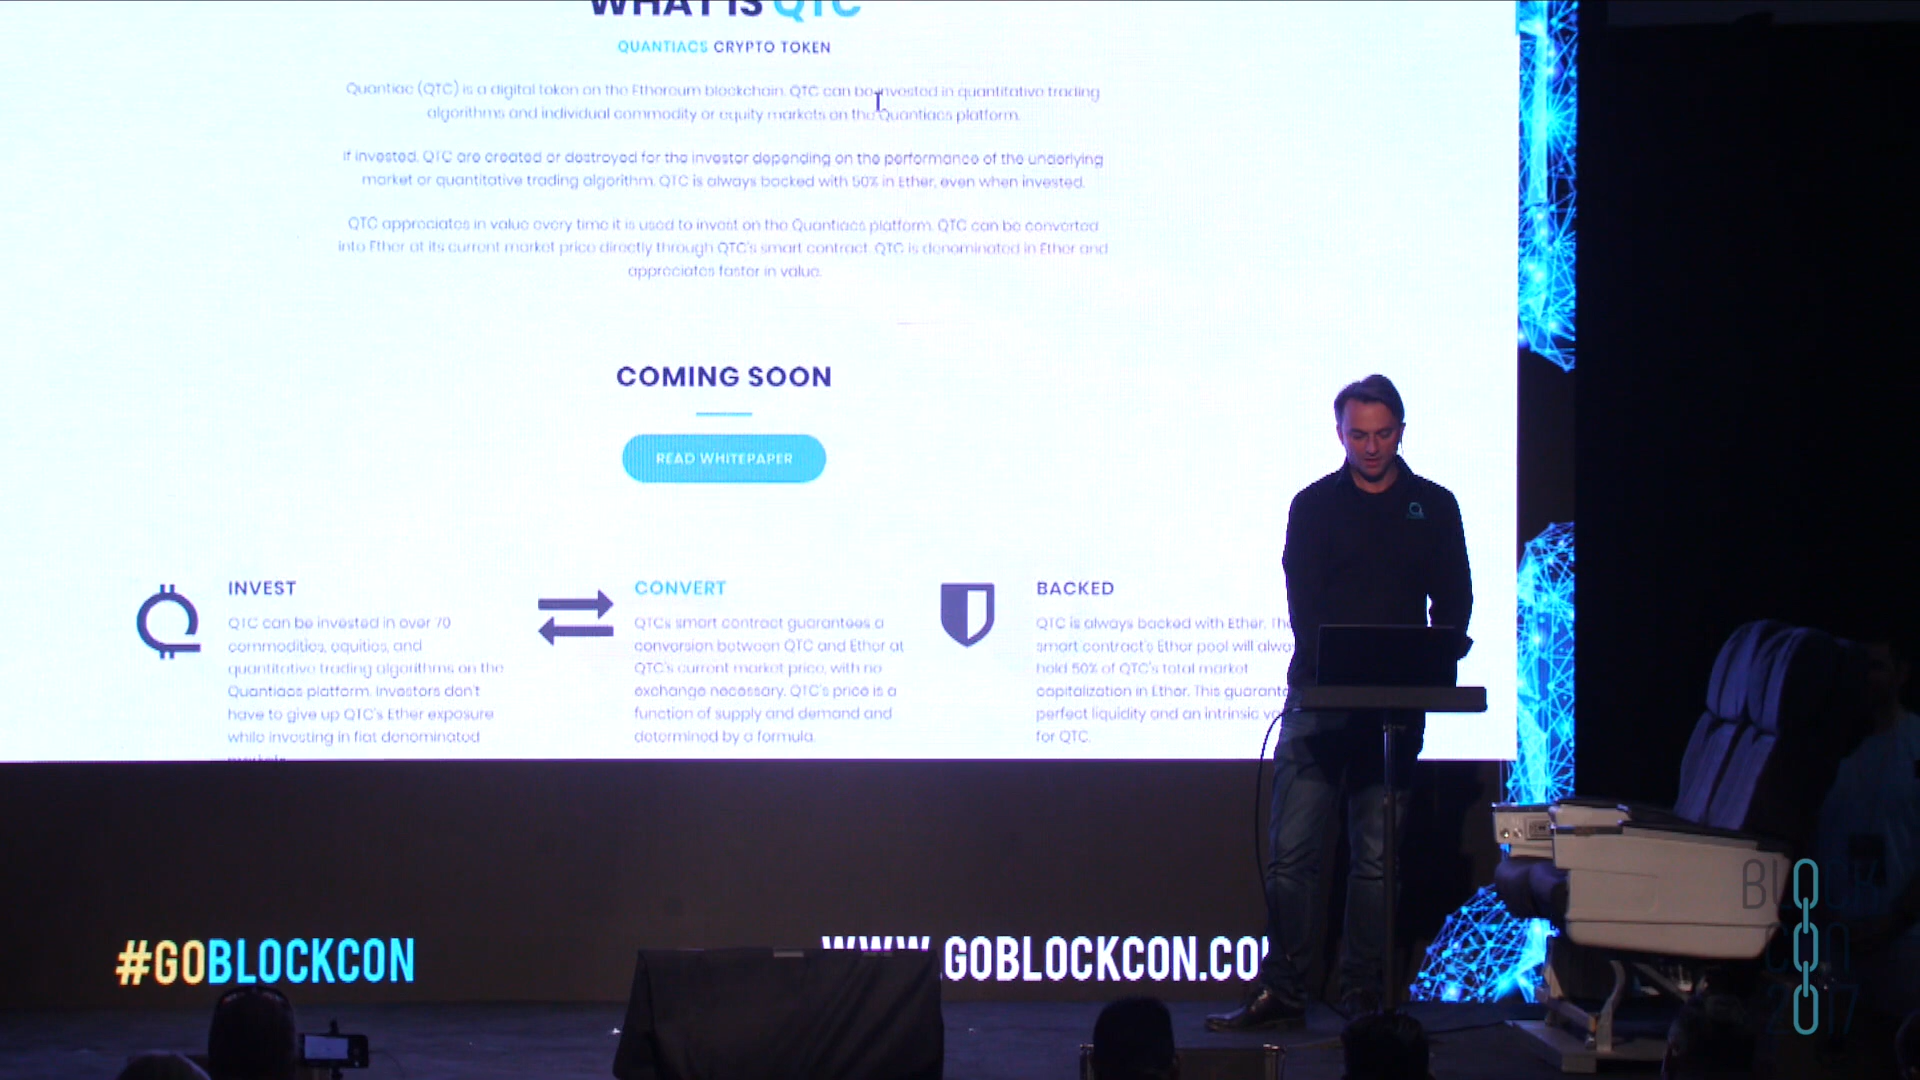 WHAT IS QTC
QUANTIACS CRYPTO TOKEN
Quantiac (QTC) is a digital token on the Ethereum blockchain. QTC can be invested in quantitative trading
algorithms and individual commodity or equity markets on the Quantiacs platform.
If invested, QTC are created or destroyed for the investor depending on the performance of the underlying
market or quantitative trading algorithm. QTC is always backed with 50% in Ether, even when invested.
QTC appreciates in value every time it is used to invest on the Quantiacs platform. QTC can be converted
into Ether at its current market price directly through QTC's smart contract. QTC is denominated in Ether and
appreciates faster in value.
COMING SOON
READ WHITEPAPER
INVEST
QTC can be invested in over 70
commodities, equities, and
quantitative trading algorithms on the
Quantiacs platform. Investors don't
have to give up QTC's Ether exposure
while investing in fiat denominated
CONVERT
QTCs smart contract guarantees a
conversion between QTC and Ether at
QTC's current market price, with no
exchange necessary. QTC's price is a
function of supply and demand and
determined by a formula.
BACKED
QTC is always backed with Ether. The
smart contract's Ether pool will alwa
hold 50% of QTC's total market
capitalization in Ether. This guarante
perfect liquidity and an intrinsic va
for QTC.
#GOBLOCKCON
WWW.GOBLOCKCON.CO
BLOCK
CON
2017